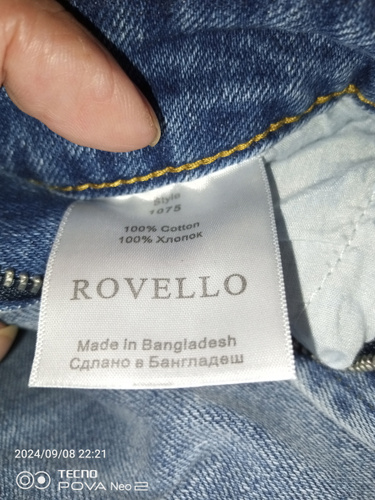 Style
1075
100% Cotton
100% Хлопок
ROVELLO
Made in Bangladesh
Сдлано в Бангладеш
2024/09/08 22:21
TECNO
POVA Neo 2